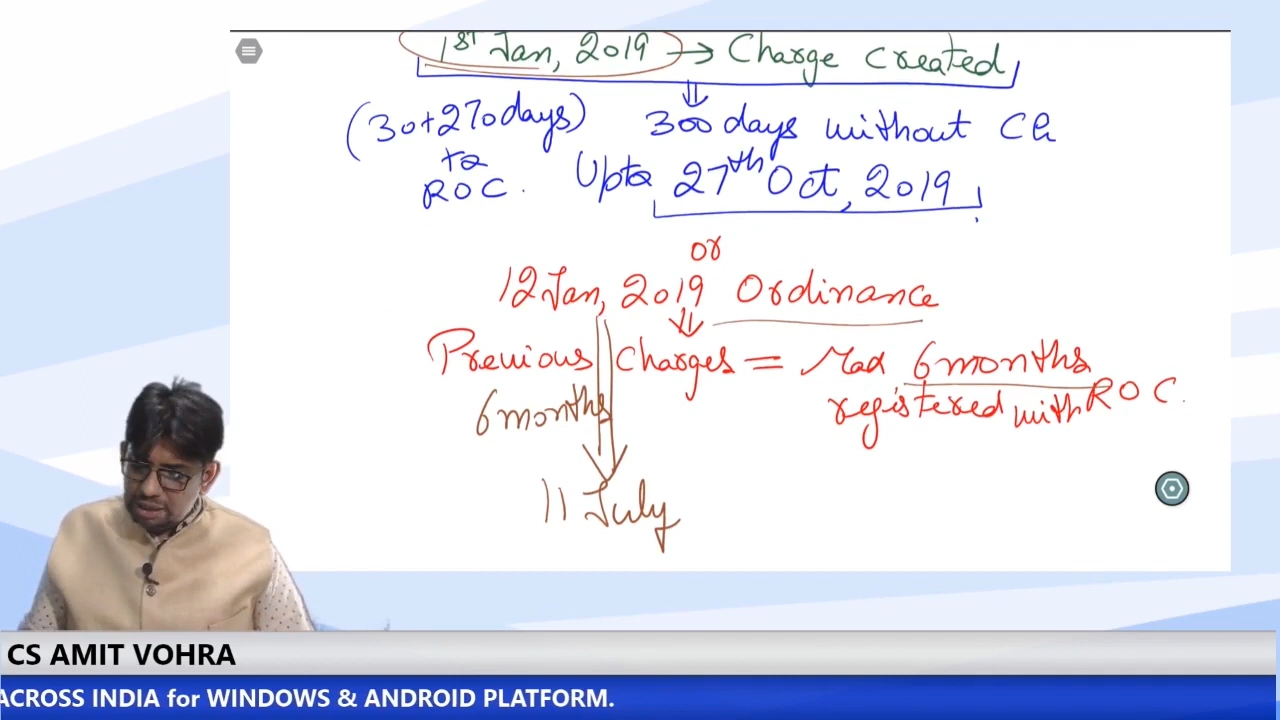 1st Jan, 2019 → Charge created
(30+270 days) 300 days without CG
to
ROC. Upto 27th Oct, 2019
or
12 Jan, 2019 Ordinance
Previous Charges = Max 6 months
registered with ROC.
6 months
11 July
CS AMIT VOHRA
ACROSS INDIA for WINDOWS & ANDROID PLATFORM.